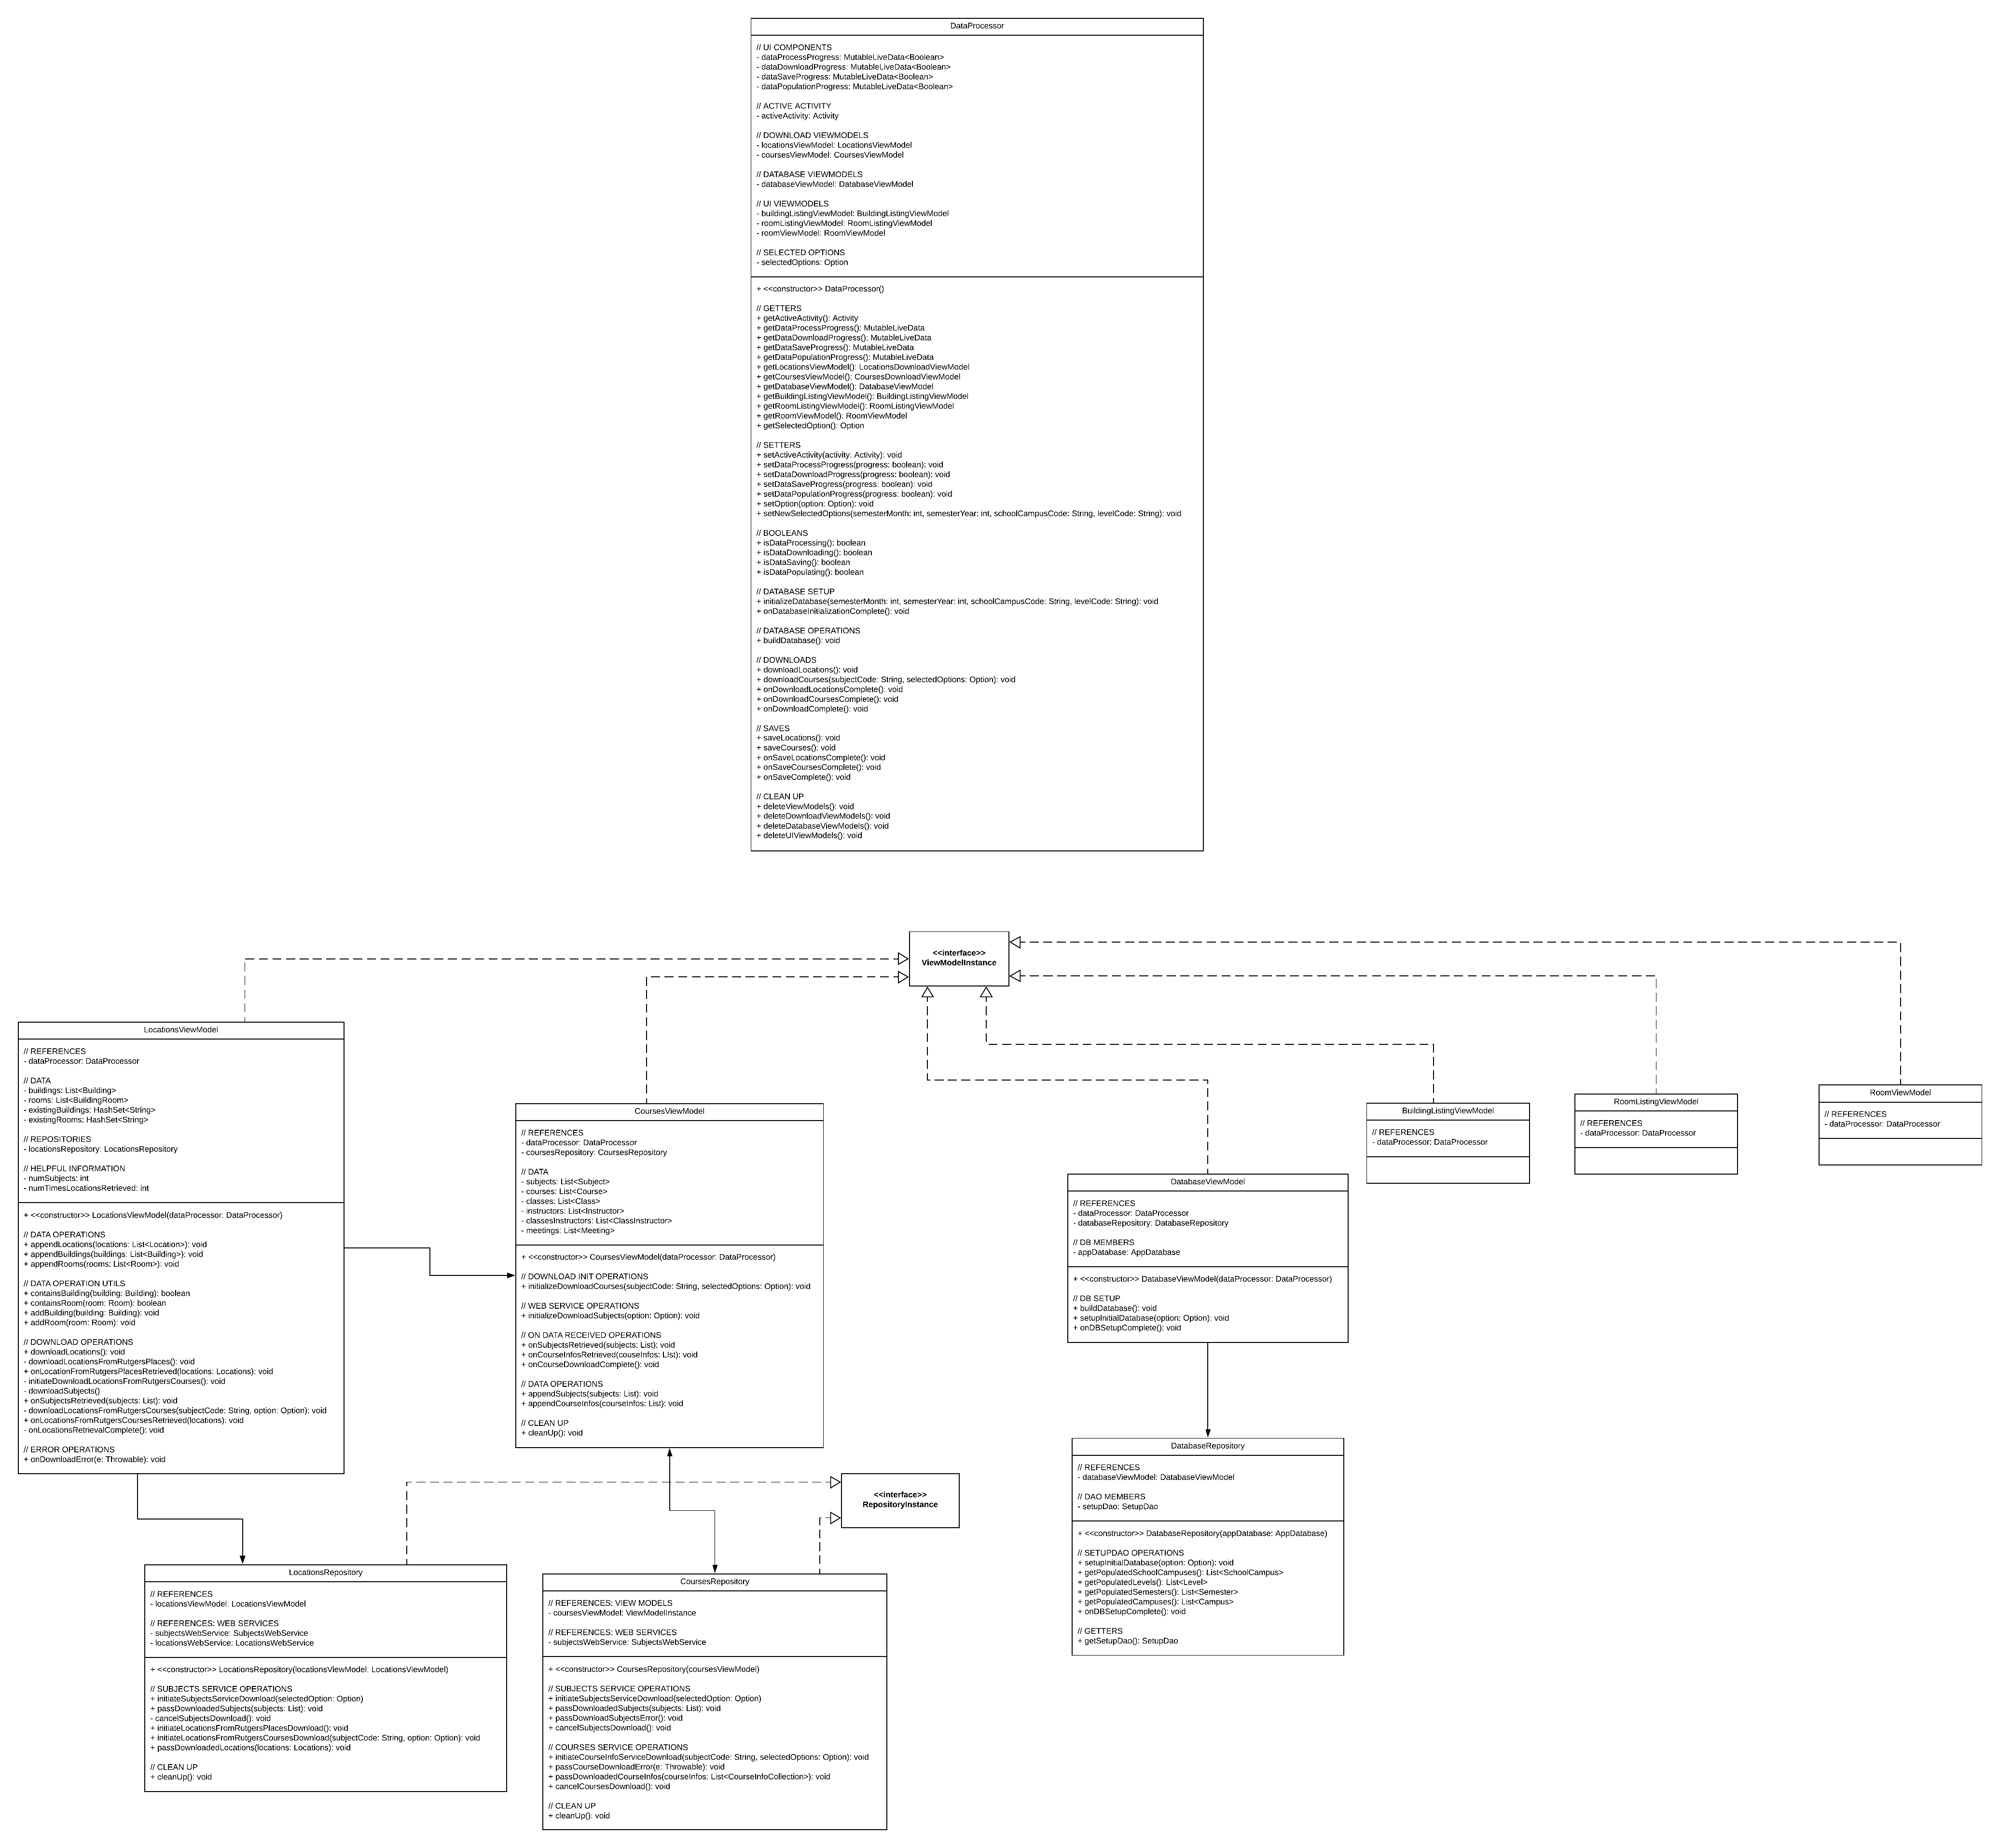 DataProcessor
// UI COMPONENTS
- dataProcessProgress: MutableLiveData<Boolean>
- dataDownloadProgress: MutableLiveData<Boolean>
- dataSaveProgress: MutableLiveData<Boolean>
- dataPopulationProgress: MutableLiveData<Boolean>
// ACTIVE ACTIVITY
- activeActivity: Activity
// DOWNLOAD VIEWMODELS
- locationsViewModel: LocationsViewModel
- coursesViewModel: CoursesViewModel
// DATABASE VIEWMODELS
- databaseViewModel: DatabaseViewModel
// UI VIEWMODELS
- buildingListingViewModel: BuildingListingViewModel
- roomListingViewModel: RoomListingViewModel
- roomViewModel: RoomViewModel
// SELECTED OPTIONS
- selectedOptions: Option
+ <<constructor>> DataProcessor()
// GETTERS
+ getActiveActivity(): Activity
+ getDataProcessProgress(): MutableLiveData
+ getDataDownloadProgress(): MutableLiveData
+ getDataSaveProgress(): MutableLiveData
+ getDataPopulationProgress(): MutableLiveData
+ getLocationsViewModel(): LocationsDownloadViewModel
+ getCoursesViewModel(): CoursesDownloadViewModel
+ getDatabaseViewModel(): DatabaseViewModel
+ getBuildingListingViewModel(): BuildingListingViewModel
+ getRoomListingViewModel(): RoomListingViewModel
+ getRoomViewModel(): RoomViewModel
+ getSelectedOption(): Option
// SETTERS
+ setActiveActivity(activity: Activity): void
+ setDataProcessProgress(progress: boolean): void
+ setDataDownloadProgress(progress: boolean): void
+ setDataSaveProgress(progress: boolean): void
+ setDataPopulationProgress(progress: boolean): void
+ setOption(option: Option): void
+ setNewSelectedOptions(semesterMonth: int, semesterYear: int, schoolCampusCode: String, levelCode: String): void
// BOOLEANS
+ isDataProcessing(): boolean
+ isDataDownloading(): boolean
+ isDataSaving(): boolean
+ isDataPopulating(): boolean
// DATABASE SETUP
+ initializeDatabase(semesterMonth: int, semesterYear: int, schoolCampusCode: String, levelCode: String): void
+ onDatabaseInitializationComplete(): void
// DATABASE OPERATIONS
+ buildDatabase(): void
// DOWNLOADS
+ downloadLocations(): void
+ downloadCourses(subjectCode: String, selectedOptions: Option): void
+ onDownloadLocationsComplete(): void
+ onDownloadCoursesComplete(): void
+ onDownloadComplete(): void
// SAVES
+ saveLocations(): void
+ saveCourses(): void
+ onSaveLocationsComplete(): void
+ onSaveCoursesComplete(): void
+ onSaveComplete(): void
// CLEAN UP
+ deleteViewModels(): void
+ deleteDownloadViewModels(): void
+ deleteDatabaseViewModels(): void
+ deleteUIViewModels(): void
<<interface>>
ViewModelInstance
LocationsViewModel
// REFERENCES
- dataProcessor: DataProcessor
// DATA
- buildings: List<Building>
- rooms: List<BuildingRoom>
- existingBuildings: HashSet<String>
- existingRooms: HashSet<String>
// REPOSITORIES
- locationsRepository: LocationsRepository
// HELPFUL INFORMATION
- numSubjects: int
- numTimesLocationsRetrieved: int
+ <<constructor>> LocationsViewModel(dataProcessor: DataProcessor)
// DATA OPERATIONS
+ appendLocations(locations: List<Location>): void
+ appendBuildings(buildings: List<Building>): void
+ appendRooms(rooms: List<Room>): void
// DATA OPERATION UTILS
+ containsBuilding(building: Building): boolean
+ containsRoom(room: Room): boolean
+ addBuilding(building: Building): void
+ addRoom(room: Room): void
// DOWNLOAD OPERATIONS
+ downloadLocations(): void
- downloadLocationsFromRutgersPlaces(): void
+ onLocationFromRutgersPlacesRetrieved(locations: Locations): void
- initiateDownloadLocationsFromRutgersCourses(): void
- downloadSubjects()
+ onSubjectsRetrieved(subjects: List): void
- downloadLocationsFromRutgersCourses(subjectCode: String, option: Option): void
+ onLocationsFromRutgersCoursesRetrieved(locations): void
- onLocationsRetrievalComplete(): void
// ERROR OPERATIONS
+ onDownloadError(e: Throwable): void
CoursesViewModel
// REFERENCES
- dataProcessor: DataProcessor
- coursesRepository: CoursesRepository
// DATA
- subjects: List<Subject>
- courses: List<Course>
- classes: List<Class>
- instructors: List<Instructor>
- classesInstructors: List<ClassInstructor>
- meetings: List<Meeting>
+ <<constructor>> CoursesViewModel(dataProcessor: DataProcessor)
// DOWNLOAD INIT OPERATIONS
+ initializeDownloadCourses(subjectCode: String, selectedOptions: Option): void
// WEB SERVICE OPERATIONS
+ initializeDownloadSubjects(option: Option): void
// ON DATA RECEIVED OPERATIONS
+ onSubjectsRetrieved(subjects: List): void
+ onCourseInfosRetrieved(couseInfos: LIst): void
+ onCourseDownloadComplete(): void
// DATA OPERATIONS
+ appendSubjects(subjects: List): void
+ appendCourseInfos(courseInfos: List): void
// CLEAN UP
+ cleanUp(): void
DatabaseViewModel
// REFERENCES
- dataProcessor: DataProcessor
- databaseRepository: DatabaseRepository
// DB MEMBERS
- appDatabase: AppDatabase
+ <<constructor>> DatabaseViewModel(dataProcessor: DataProcessor)
// DB SETUP
+ buildDatabase(): void
+ setupInitialDatabase(option: Option): void
+ onDBSetupComplete(): void
BuildingListingViewModel
// REFERENCES
- dataProcessor: DataProcessor
RoomListingViewModel
// REFERENCES
- dataProcessor: DataProcessor
RoomViewModel
// REFERENCES
- dataProcessor: DataProcessor
<<interface>>
RepositoryInstance
LocationsRepository
// REFERENCES
- locationsViewModel: LocationsViewModel
// REFERENCES: WEB SERVICES
- subjectsWebService: SubjectsWebService
- locationsWebService: LocationsWebService
+ <<constructor>> LocationsRepository(locationsViewModel: LocationsViewModel)
// SUBJECTS SERVICE OPERATIONS
+ initiateSubjectsServiceDownload(selectedOption: Option)
+ passDownloadedSubjects(subjects: List): void
- cancelSubjectsDownload(): void
+ initiateLocationsFromRutgersPlacesDownload(): void
+ initiateLocationsFromRutgersCoursesDownload(subjectCode: String, option: Option): void
+ passDownloadedLocations(locations: Locations): void
// CLEAN UP
+ cleanUp(): void
CoursesRepository
// REFERENCES: VIEW MODELS
- coursesViewModel: ViewModelInstance
// REFERENCES: WEB SERVICES
- subjectsWebService: SubjectsWebService
+ <<constructor>> CoursesRepository(coursesViewModel)
// SUBJECTS SERVICE OPERATIONS
+ initiateSubjectsServiceDownload(selectedOption: Option)
+ passDownloadedSubjects(subjects: List): void
+ passDownloadSubjectsError(): void
+ cancelSubjectsDownload(): void
// COURSES SERVICE OPERATIONS
+ initiateCourseInfoServiceDownload(subjectCode: String, selectedOptions: Option): void
+ passCourseDownloadError(e: Throwable): void
+ passDownloadedCourseInfos(courseInfos: List<CourseInfoCollection>): void
+ cancelCoursesDownload(): void
// CLEAN UP
+ cleanUp(): void
DatabaseRepository
// REFERENCES
- databaseViewModel: DatabaseViewModel
// DAO MEMBERS
- setupDao: SetupDao
+ <<constructor>> DatabaseRepository(appDatabase: AppDatabase)
// SETUPDAO OPERATIONS
+ setupInitialDatabase(option: Option): void
+ getPopulatedSchoolCampuses(): List<SchoolCampus>
+ getPopulatedLevels(): List<Level>
+ getPopulatedSemesters(): List<Semester>
+ getPopulatedCampuses(): List<Campus>
+ onDBSetupComplete(): void
// GETTERS
+ getSetupDao(): SetupDao